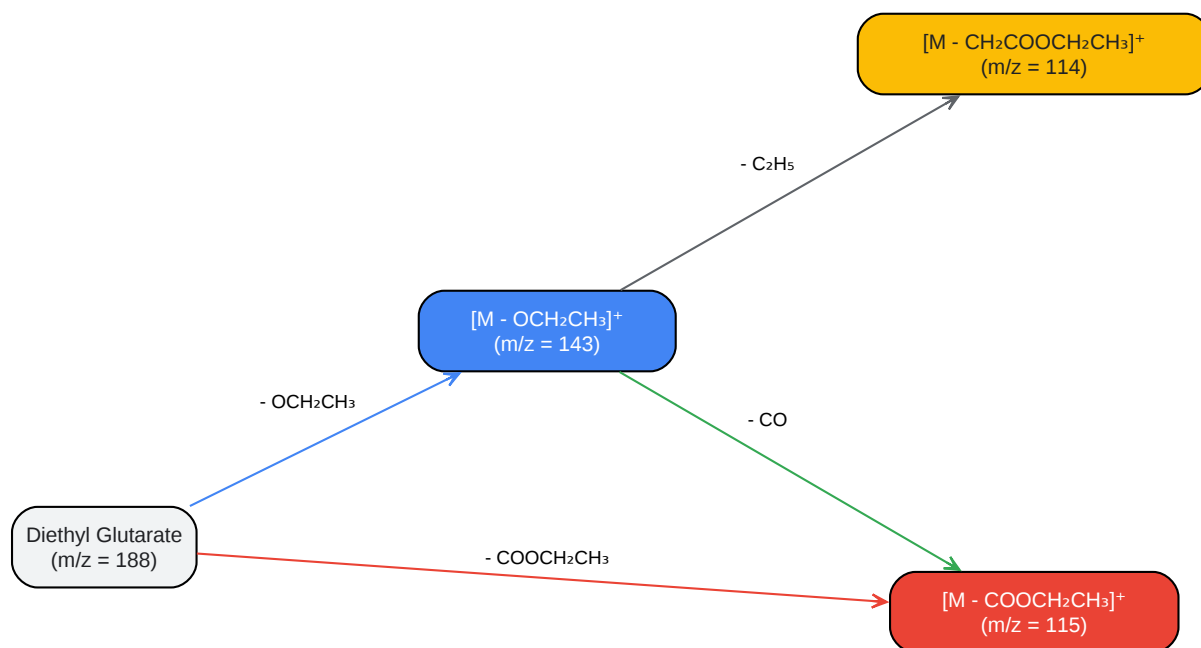 [M - CH₂COOCH₂CH₃]⁺
(m/z = 114)
- C₂H₅
[M - OCH₂CH₃]⁺
(m/z = 143)
- OCH₂CH₃
- CO
Diethyl Glutarate
(m/z = 188)
- COOCH₂CH₃
[M - COOCH₂CH₃]⁺
(m/z = 115)